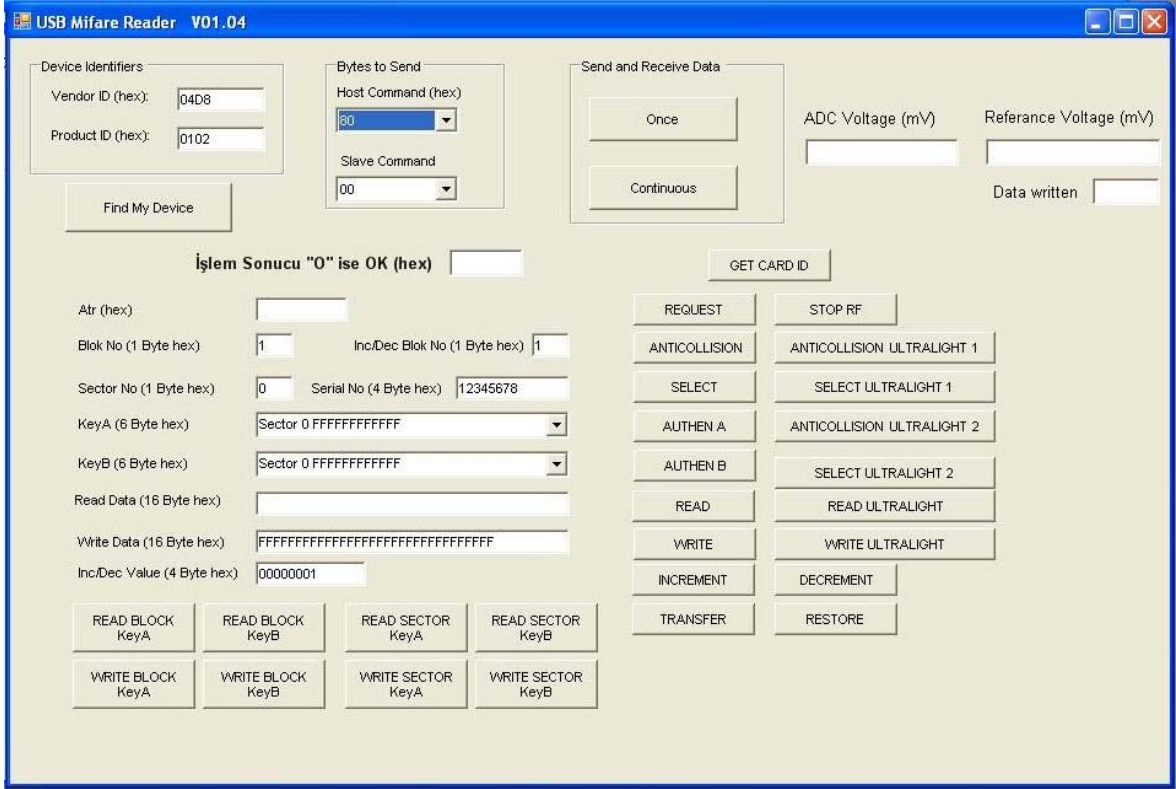 USB Mifare Reader V01.04
Device Identifiers
Vendor ID (hex): 04D8
Product ID (hex): 0102
Find My Device
Bytes to Send
Host Command (hex)
80
Slave Command
00
Send and Receive Data
Once
Continuous
ADC Voltage (mV)
Referance Voltage (mV)
Data written
İşlem Sonucu "0" ise OK (hex)
GET CARD ID
Atr (hex)
Blok No (1 Byte hex) 1 Inc/Dec Blok No (1 Byte hex) 1
Sector No (1 Byte hex) 0 Serial No (4 Byte hex) 12345678
KeyA (6 Byte hex) Sector 0 FFFFFFFFFFFF
KeyB (6 Byte hex) Sector 0 FFFFFFFFFFFF
Read Data (16 Byte hex)
Write Data (16 Byte hex) FFFFFFFFFFFFFFFFFFFFFFFFFFFFFFFF
Inc/Dec Value (4 Byte hex) 00000001
READ BLOCK KeyA
READ BLOCK KeyB
READ SECTOR KeyA
READ SECTOR KeyB
WRITE BLOCK KeyA
WRITE BLOCK KeyB
WRITE SECTOR KeyA
WRITE SECTOR KeyB
REQUEST STOP RF
ANTICOLLISION ANTICOLLISION ULTRALIGHT 1
SELECT SELECT ULTRALIGHT 1
AUTHEN A ANTICOLLISION ULTRALIGHT 2
AUTHEN B SELECT ULTRALIGHT 2
READ READ ULTRALIGHT
WRITE WRITE ULTRALIGHT
INCREMENT DECREMENT
TRANSFER RESTORE